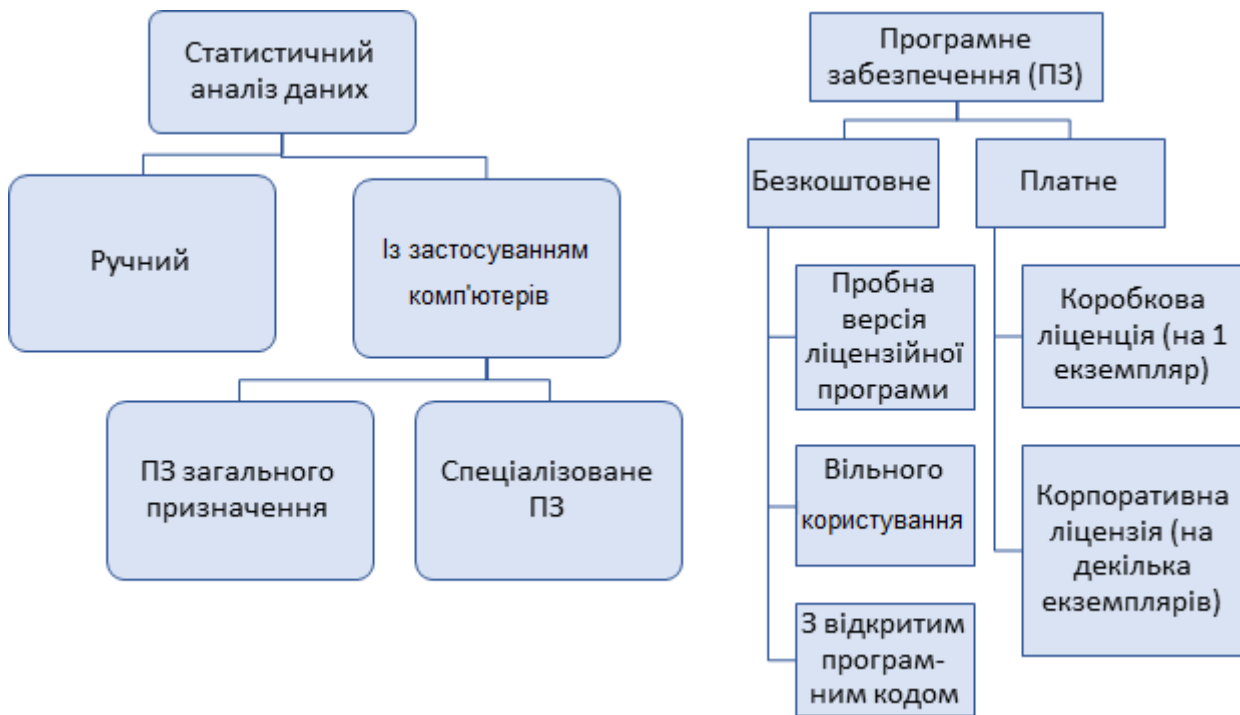 Статистичний
аналіз даних
Ручний
Із застосуванням
комп'ютерів
ПЗ загального
призначення
Спеціалізоване
ПЗ
Програмне
забезпечення (ПЗ)
Безкоштовне
Платне
Пробна
версія
ліцензійної
програми
Вільного
користування
З відкритим
програм-
ним кодом
Коробкова
ліценція (на 1
екземпляр)
Корпоративна
ліцензія (на
декілька
екземплярів)